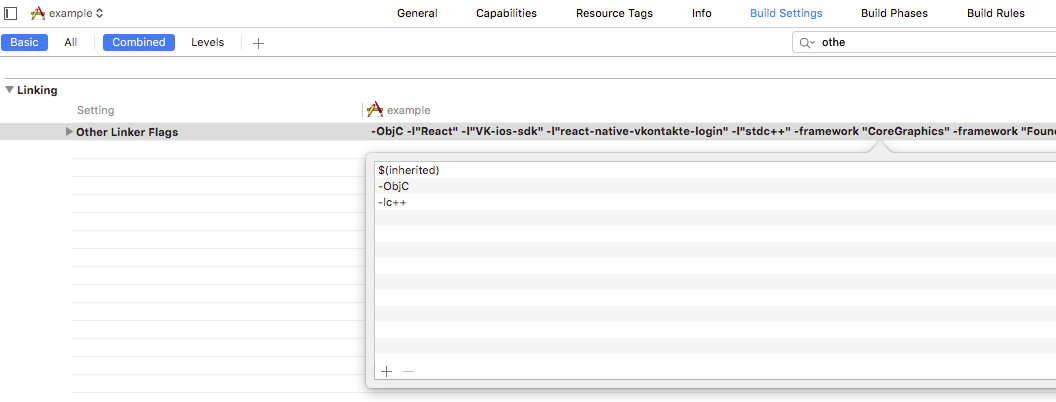 example
General Capabilities Resource Tags Info Build Settings Build Phases Build Rules
Basic All Combined Levels + othe
Linking
Setting example
Other Linker Flags -ObjC -l"React" -l"VK-ios-sdk" -l"react-native-vkontakte-login" -l"stdc++" -framework "CoreGraphics" -framework "Foun
$(inherited)
-ObjC
-lc++